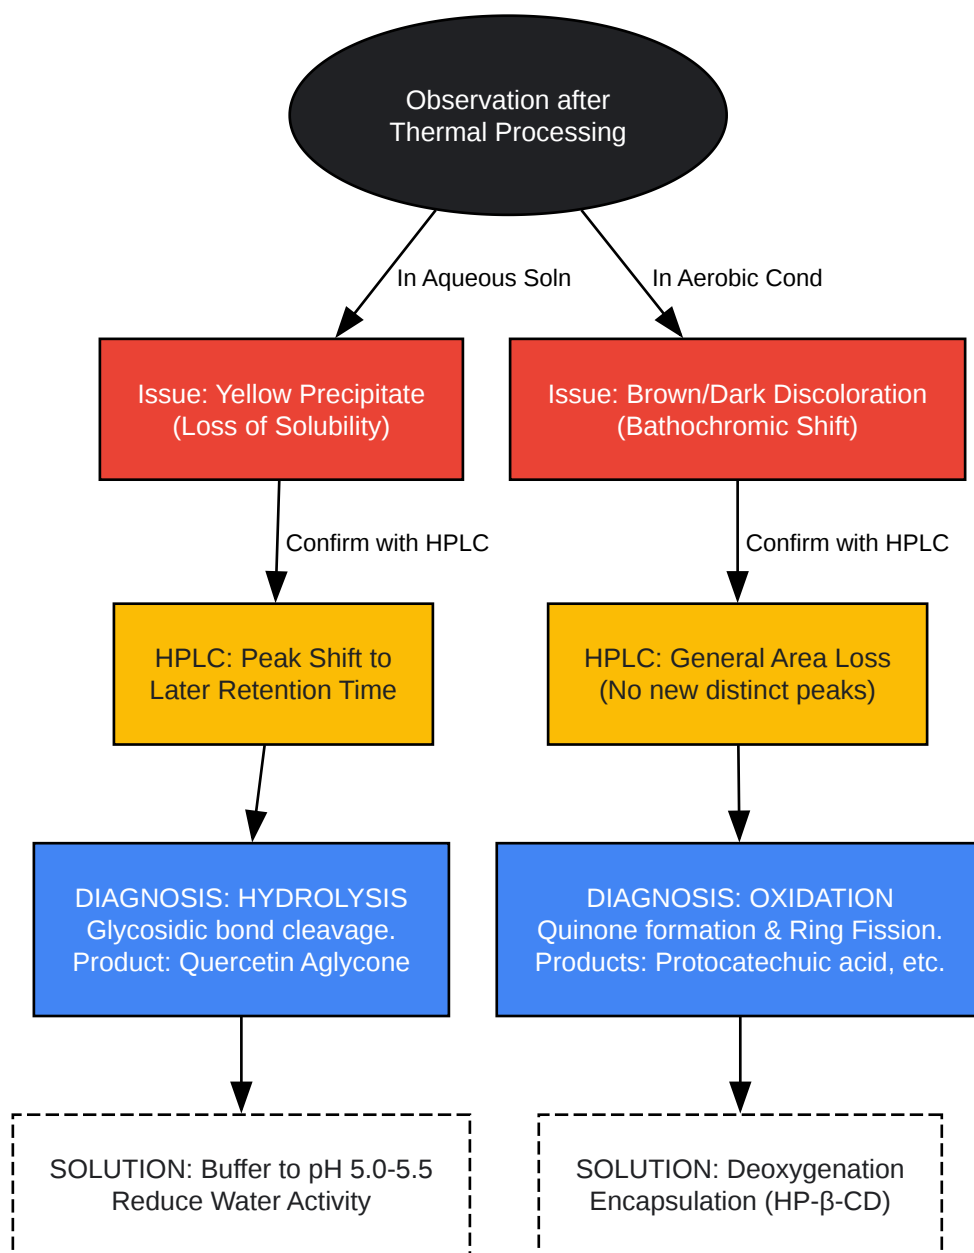 Observation after
Thermal Processing
In Aqueous Soln
In Aerobic Cond
Issue: Yellow Precipitate
(Loss of Solubility)
Issue: Brown/Dark Discoloration
(Bathochromic Shift)
Confirm with HPLC
Confirm with HPLC
HPLC: Peak Shift to
Later Retention Time
HPLC: General Area Loss
(No new distinct peaks)
DIAGNOSIS: HYDROLYSIS
Glycosidic bond cleavage.
Product: Quercetin Aglycone
DIAGNOSIS: OXIDATION
Quinone formation & Ring Fission.
Products: Protocatechuic acid, etc.
SOLUTION: Buffer to pH 5.0-5.5
Reduce Water Activity
SOLUTION: Deoxygenation
Encapsulation (HP-β-CD)